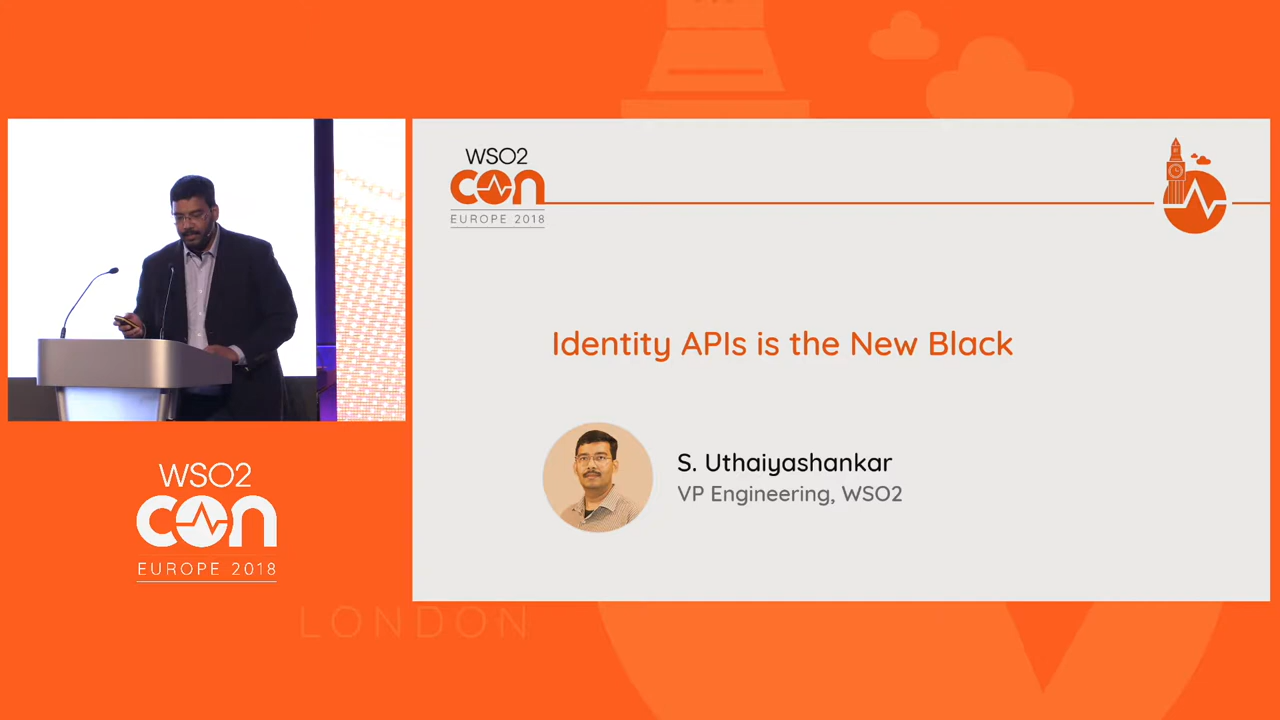 WSO2
con
EUROPE 2018
Identity APIs is the New Black
S. Uthaiyashankar
VP Engineering, WSO2
WSO2
con
EUROPE 2018
LONDON